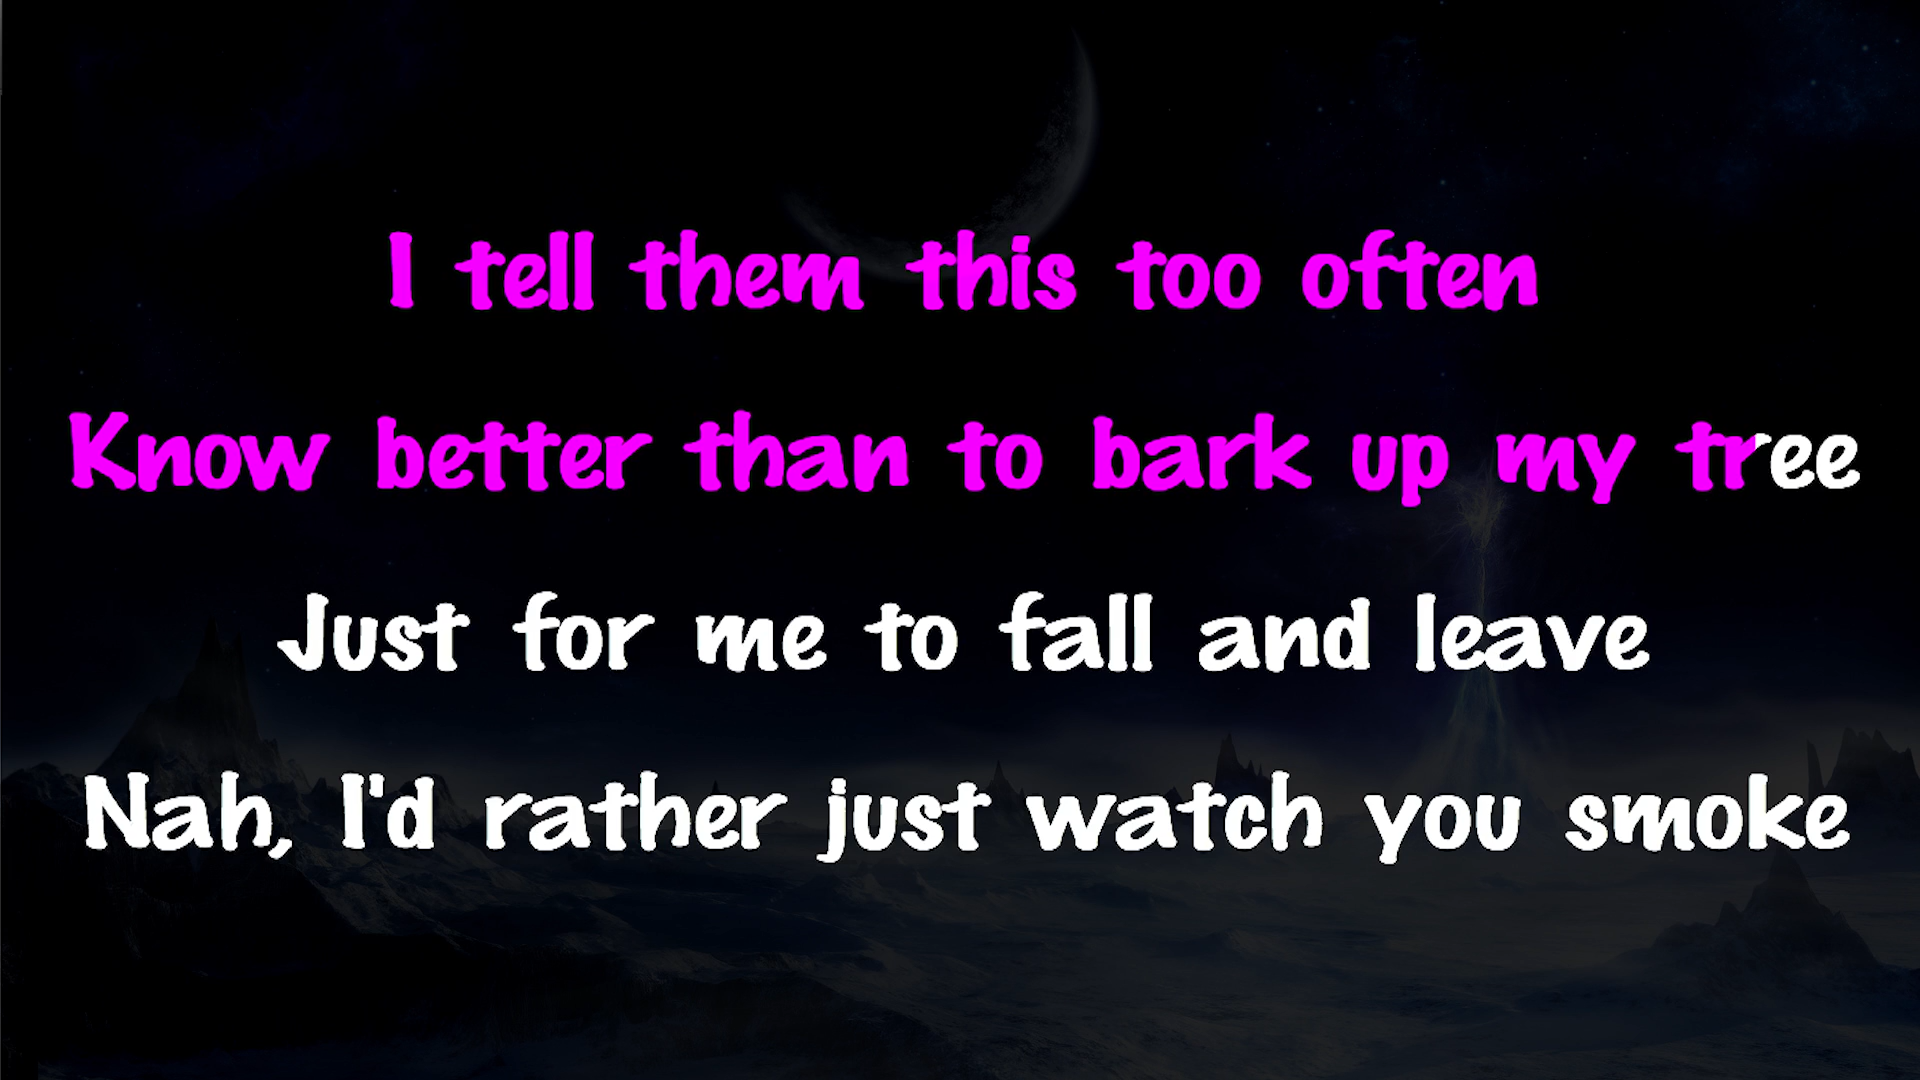 I tell them this too often
Know better than to bark up my tree
Just for me to fall and leave
Nah, I'd rather just watch you smoke